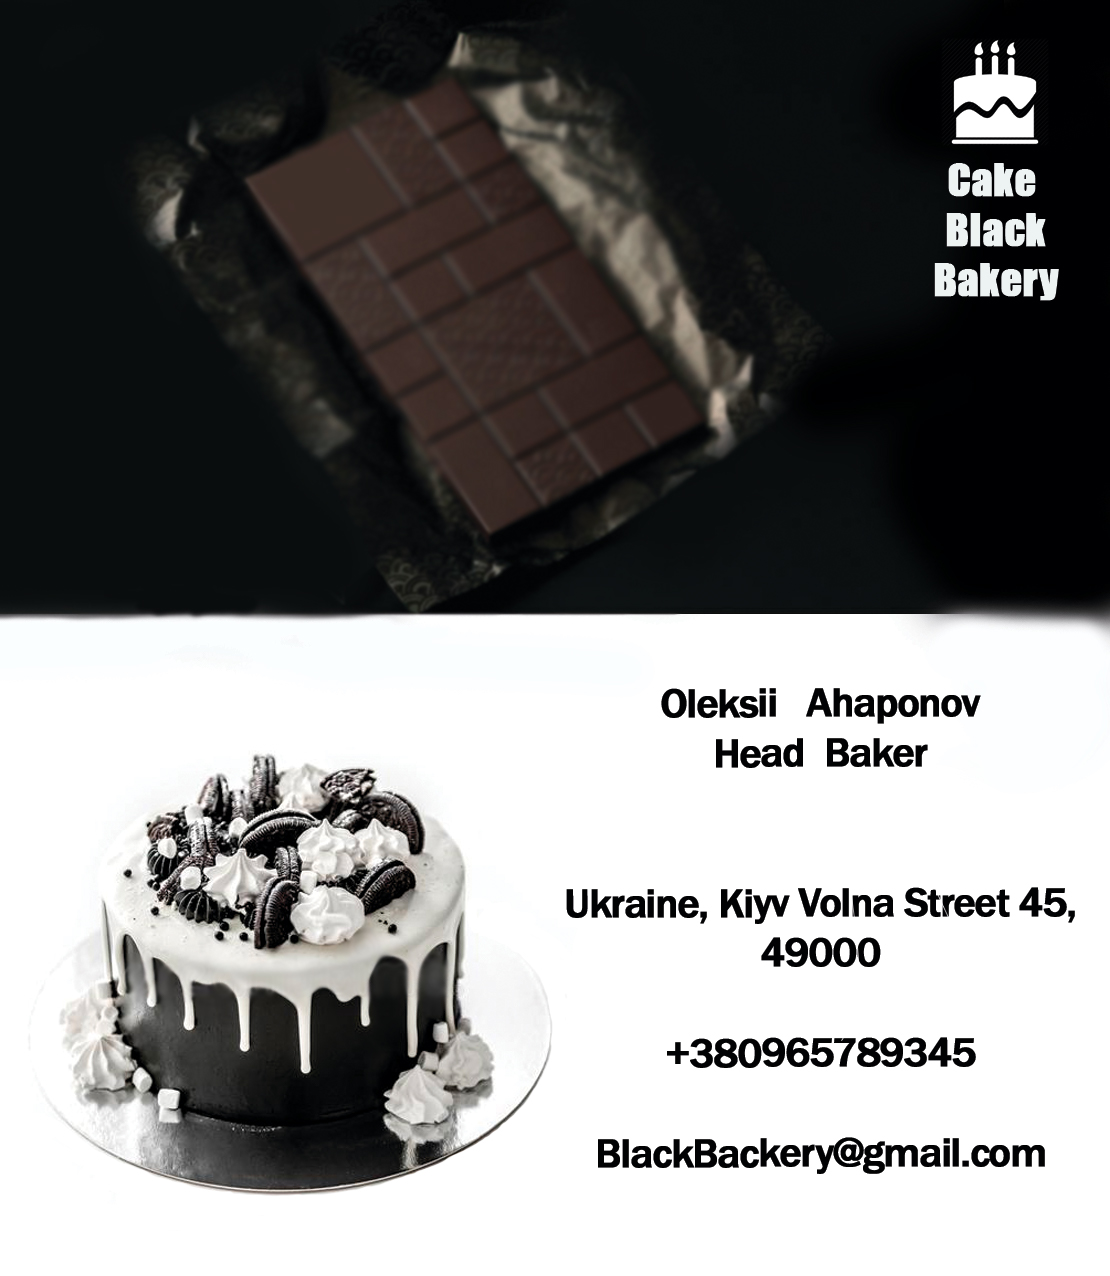 Cake
Black
Bakery
Oleksii Ahaponov
Head Baker
Ukraine, Kiyv Volna Street 45,
49000
+380965789345
BlackBackery@gmail.com